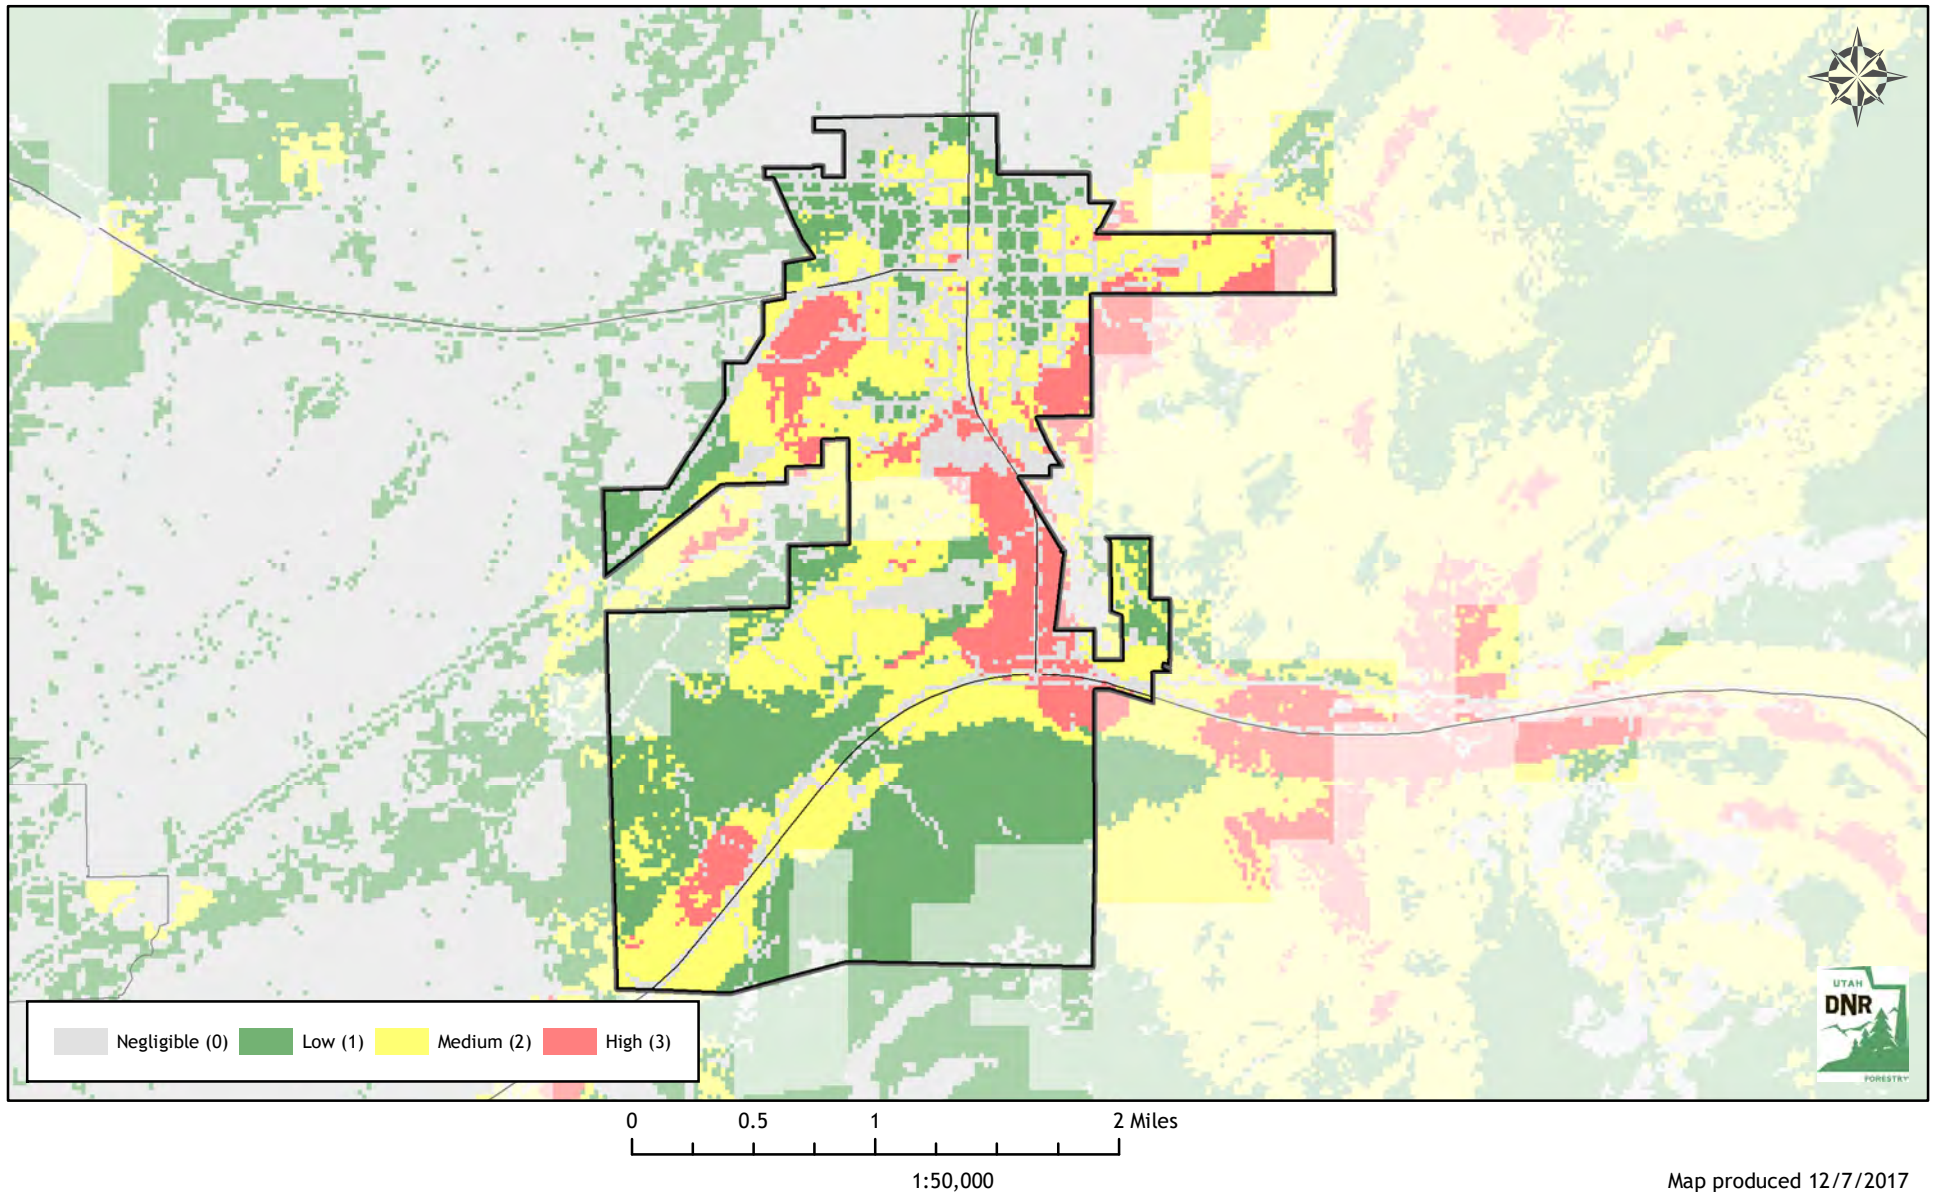 UTAH
DNR
FORESTRY
Negligible (0) Low (1) Medium (2) High (3)
0 0.5 1 2 Miles
1:50,000
Map produced 12/7/2017